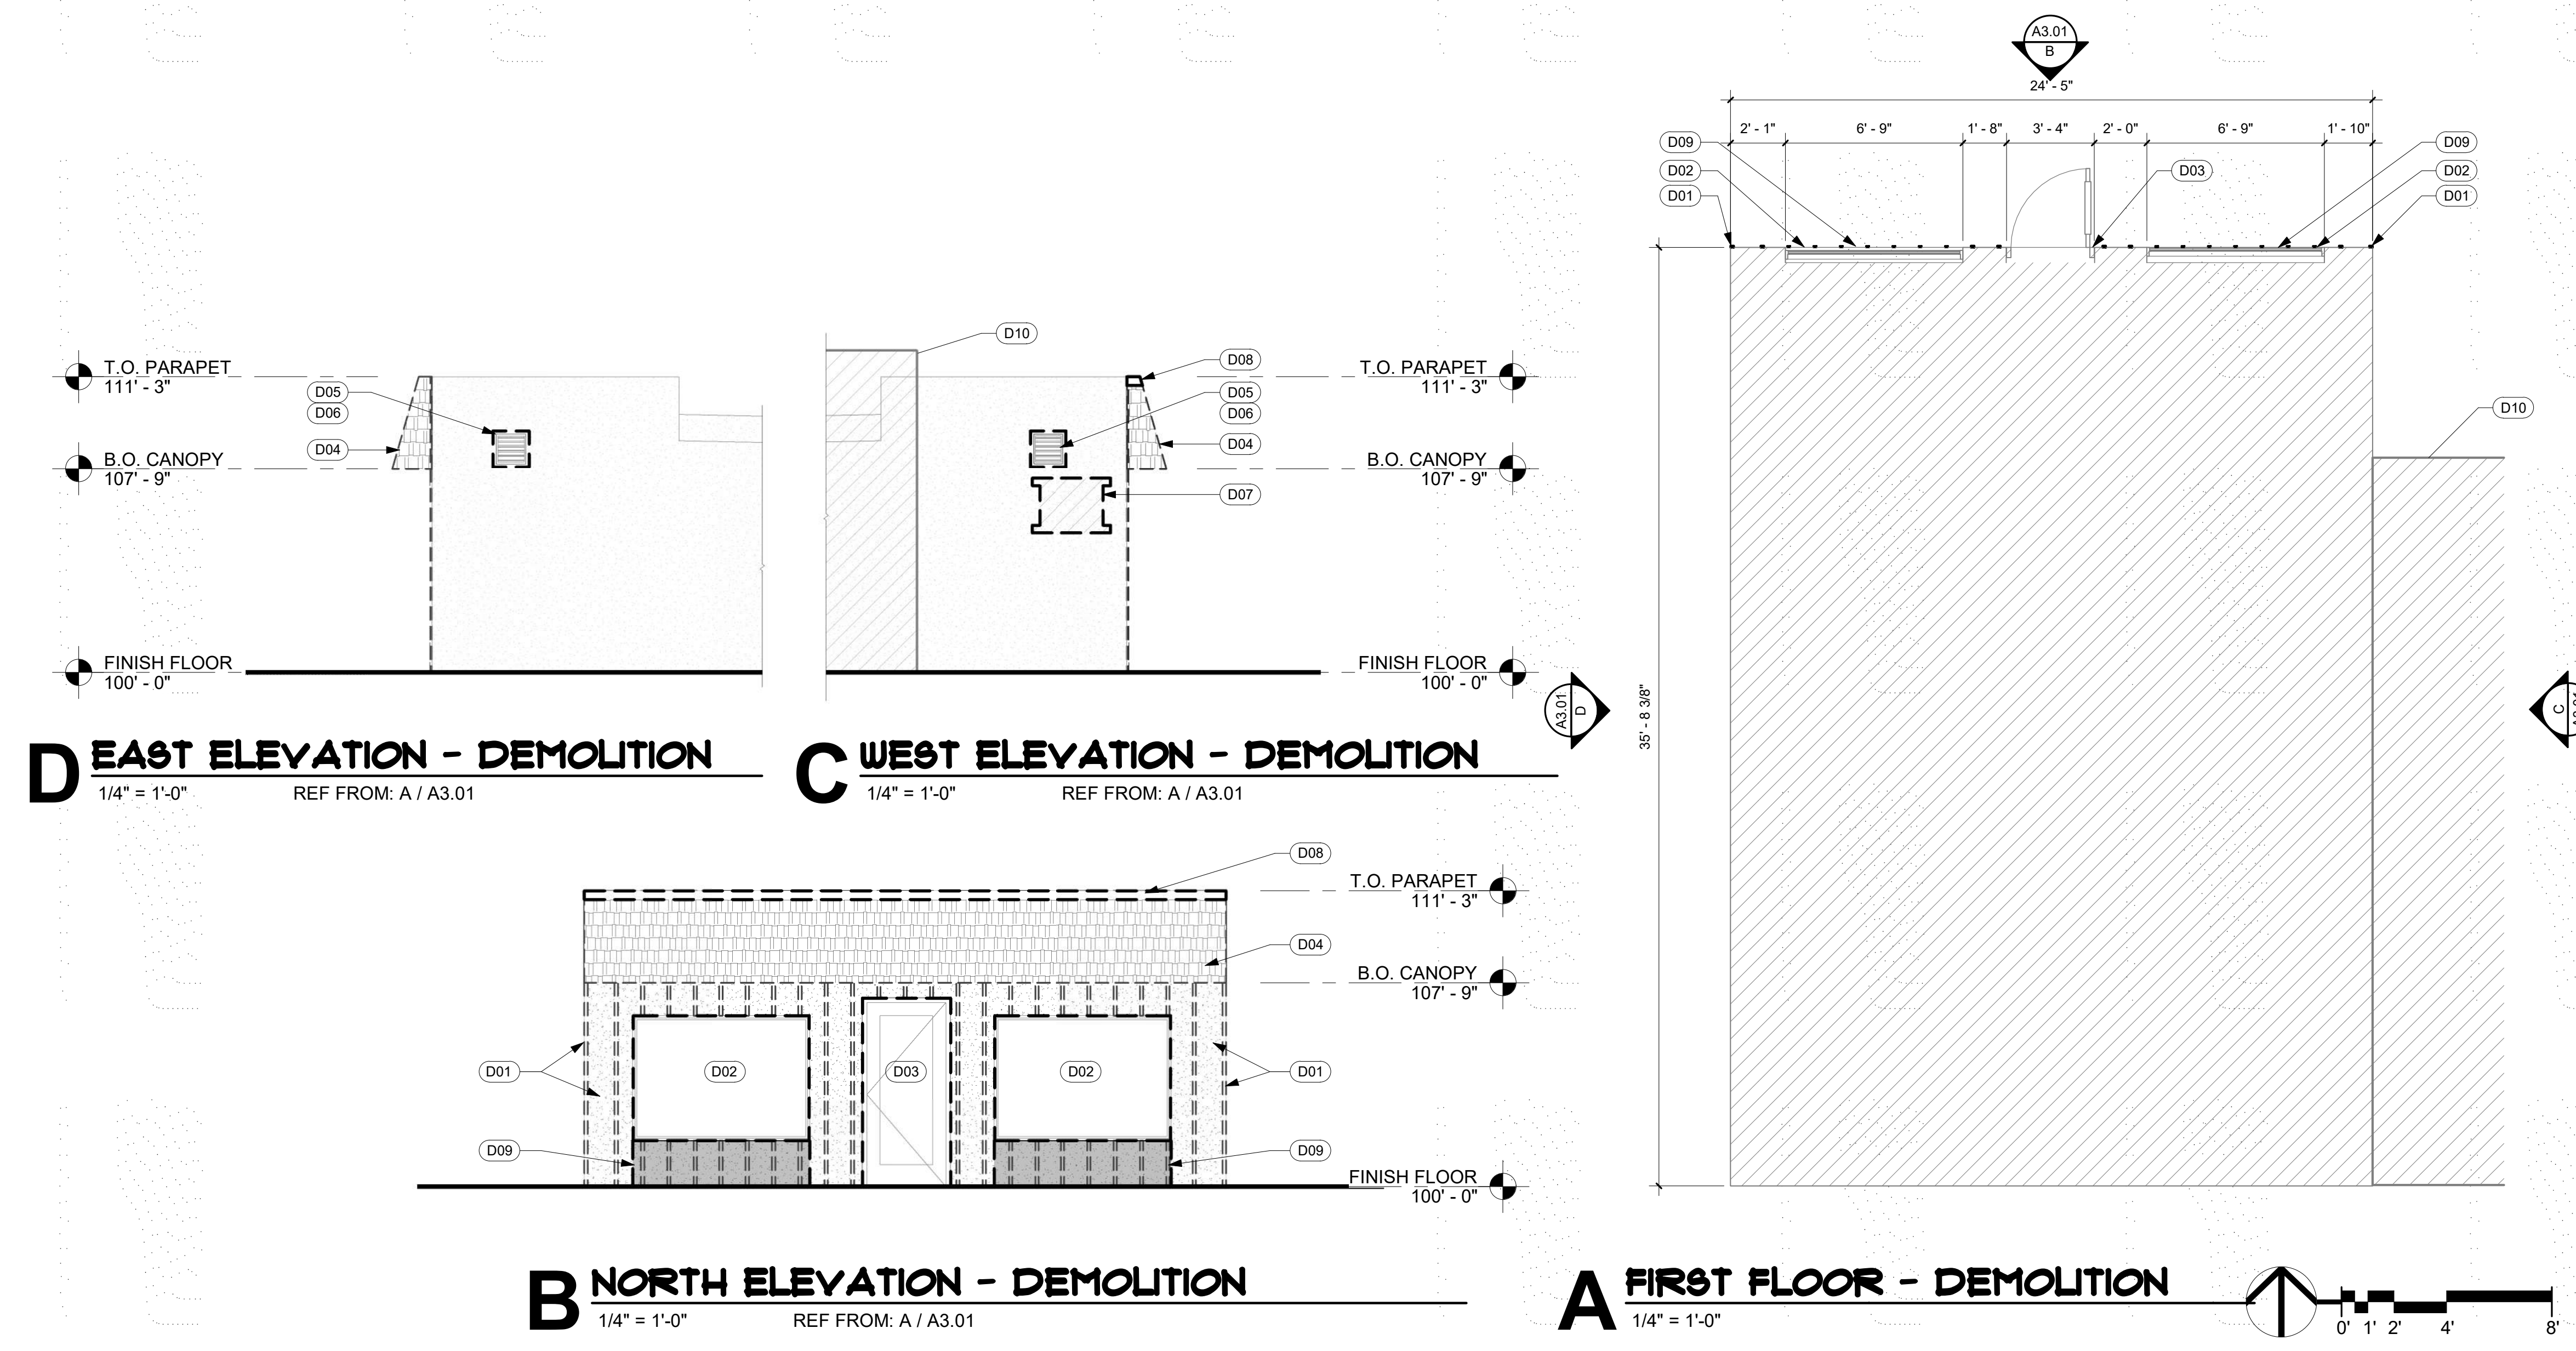 A3.01
B
24' - 5"
2' - 1"
6' - 9"
1' - 8"
3' - 4"
2' - 0"
6' - 9"
1' - 10"
D09
D02
D01
D03
D09
D02
D01
D10
35' - 8 3/8"
A3.01
D
C
D10
T.O. PARAPET
111' - 3"
D05
D06
D04
B.O. CANOPY
107' - 9"
FINISH FLOOR
100' - 0"
D08
D05
D06
D04
D07
T.O. PARAPET
111' - 3"
B.O. CANOPY
107' - 9"
FINISH FLOOR
100' - 0"
D EAST ELEVATION - DEMOLITION
1/4" = 1'-0" REF FROM: A / A3.01
C WEST ELEVATION - DEMOLITION
1/4" = 1'-0" REF FROM: A / A3.01
D08
T.O. PARAPET
111' - 3"
D04
B.O. CANOPY
107' - 9"
D01
D02
D03
D02
D01
D09
D09
FINISH FLOOR
100' - 0"
B NORTH ELEVATION - DEMOLITION
1/4" = 1'-0" REF FROM: A / A3.01
A FIRST FLOOR - DEMOLITION
1/4" = 1'-0"
0' 1' 2' 4' 8'